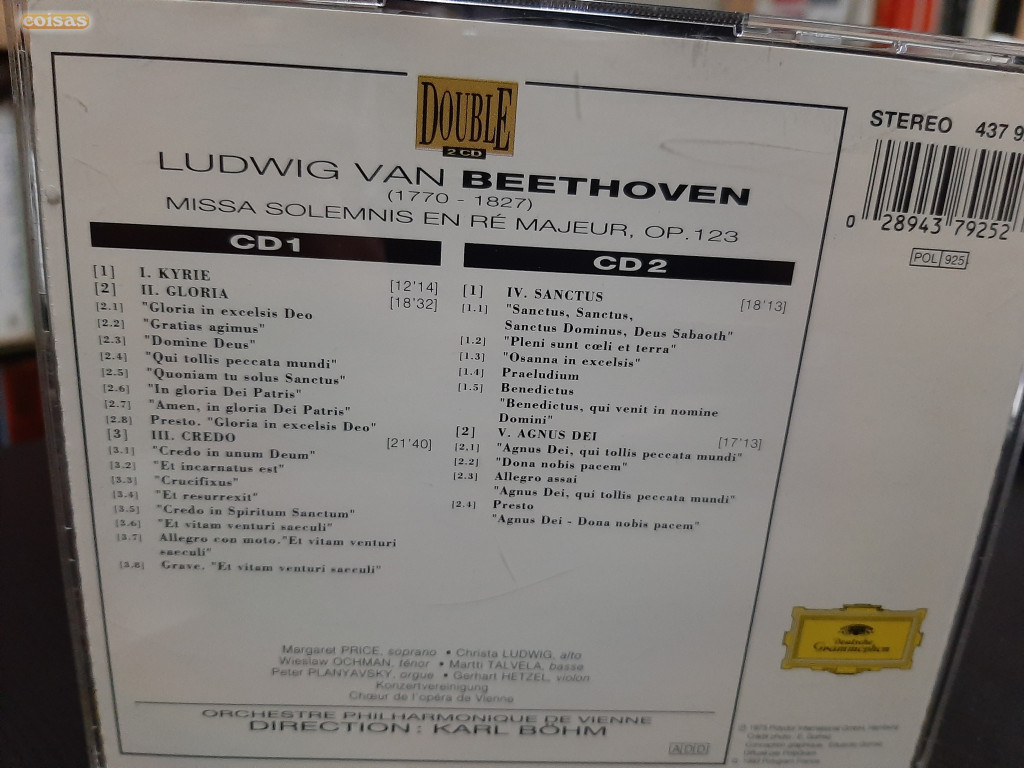 coisas
DOUBLE
2 CD
LUDWIG VAN BEETHOVEN
(1770 - 1827)
MISSA SOLEMNIS EN RÉ MAJEUR, OP.123
STEREO 437 9
0 28943 79252
POL 925
CD 1
[1] I. KYRIE [12'14]
[2] II. GLORIA [18'32]
[2.1] "Gloria in excelsis Deo
[2.2] "Gratias agimus"
[2.3] "Domine Deus"
[2.4] "Qui tollis peccata mundi"
[2.5] "Quoniam tu solus Sanctus"
[2.6] "In gloria Dei Patris"
[2.7] "Amen, in gloria Dei Patris"
[2.8] Presto. "Gloria in excelsis Deo"
[3] III. CREDO [21'40]
[3.1] "Credo in unum Deum"
[3.2] "Et incarnatus est"
[3.3] "Crucifixus"
[3.4] "Et resurrexit"
[3.5] "Credo in Spiritum Sanctum"
[3.6] "Et vitam venturi saeculi"
[3.7] Allegro con moto."Et vitam venturi
saeculi"
[3.8] Grave. "Et vitam venturi saeculi"
CD 2
[1] IV. SANCTUS [18'13]
[1.1] "Sanctus, Sanctus,
Sanctus Dominus, Deus Sabaoth"
[1.2] "Pleni sunt cœli et terra"
[1.3] "Osanna in excelsis"
[1.4] Praeludium
[1.5] Benedictus
"Benedictus, qui venit in nomine
Domini"
[2] V. AGNUS DEI [17'13]
[2.1] "Agnus Dei, qui tollis peccata mundi"
[2.2] "Dona nobis pacem"
[2.3] Allegro assai
"Agnus Dei, qui tollis peccata mundi"
[2.4] Presto
"Agnus Dei - Dona nobis pacem"
Deutsche
Grammophon
Margaret PRICE, soprano • Christa LUDWIG, alto
Wieslaw OCHMAN, ténor • Martti TALVELA, basse
Peter PLANYAVSKY, orgue • Gerhart HETZEL, violon
Konzertvereinigung
Chœur de l'opéra de Vienne
ORCHESTRE PHILHARMONIQUE DE VIENNE
DIRECTION : KARL BÖHM
ADD
Polydor International GmbH, Hamburg